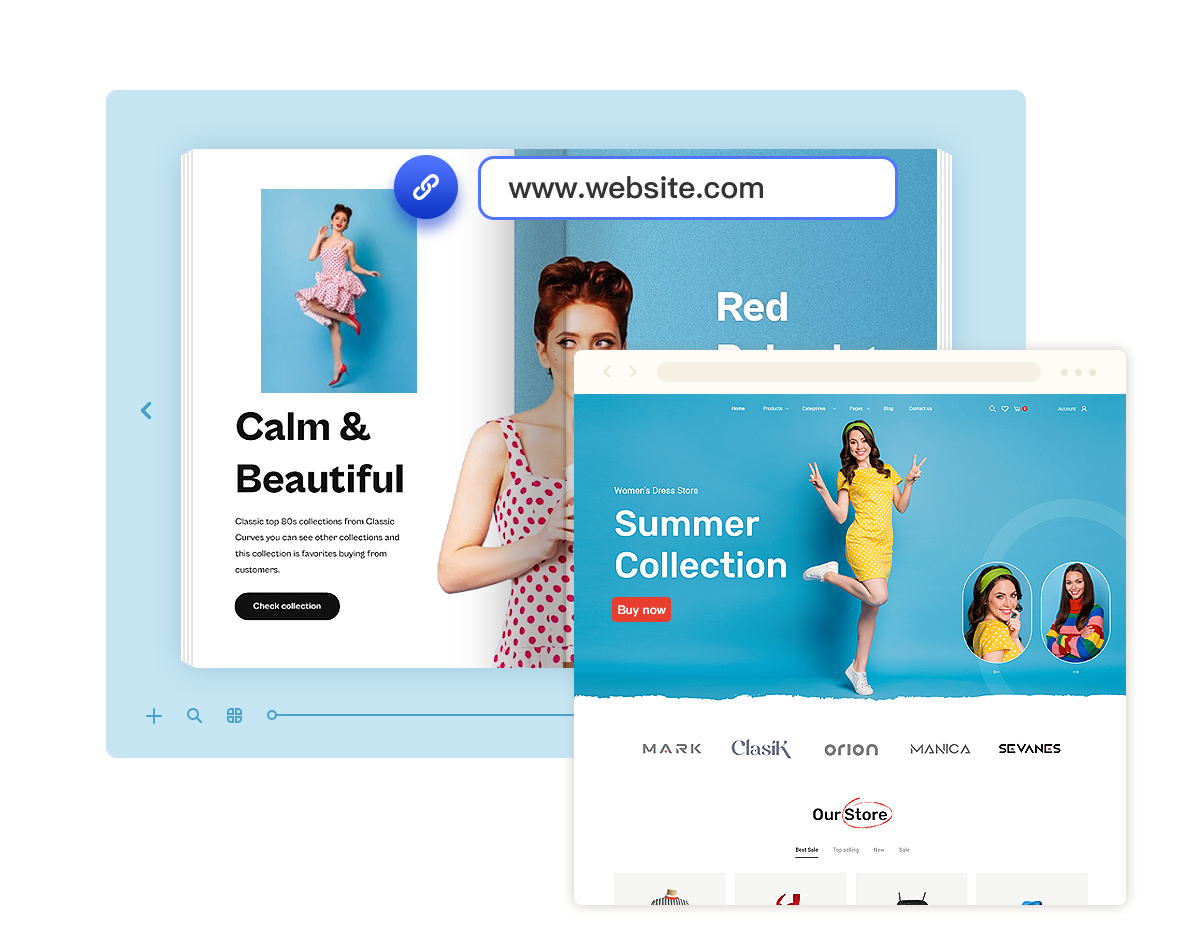 www.website.com
Red
Calm &
Beautiful
Classic top 80s collections from Classic
Curves you can see other collections and
this collection is favorites buying from
customers.
Check collection
Home Products Categories Pages Blog Contact us Account
Women's Dress Store
Summer
Collection
Buy now
MARK ClasiK orion MANICA SEVANES
Our Store
Best Sale Top selling New Sale